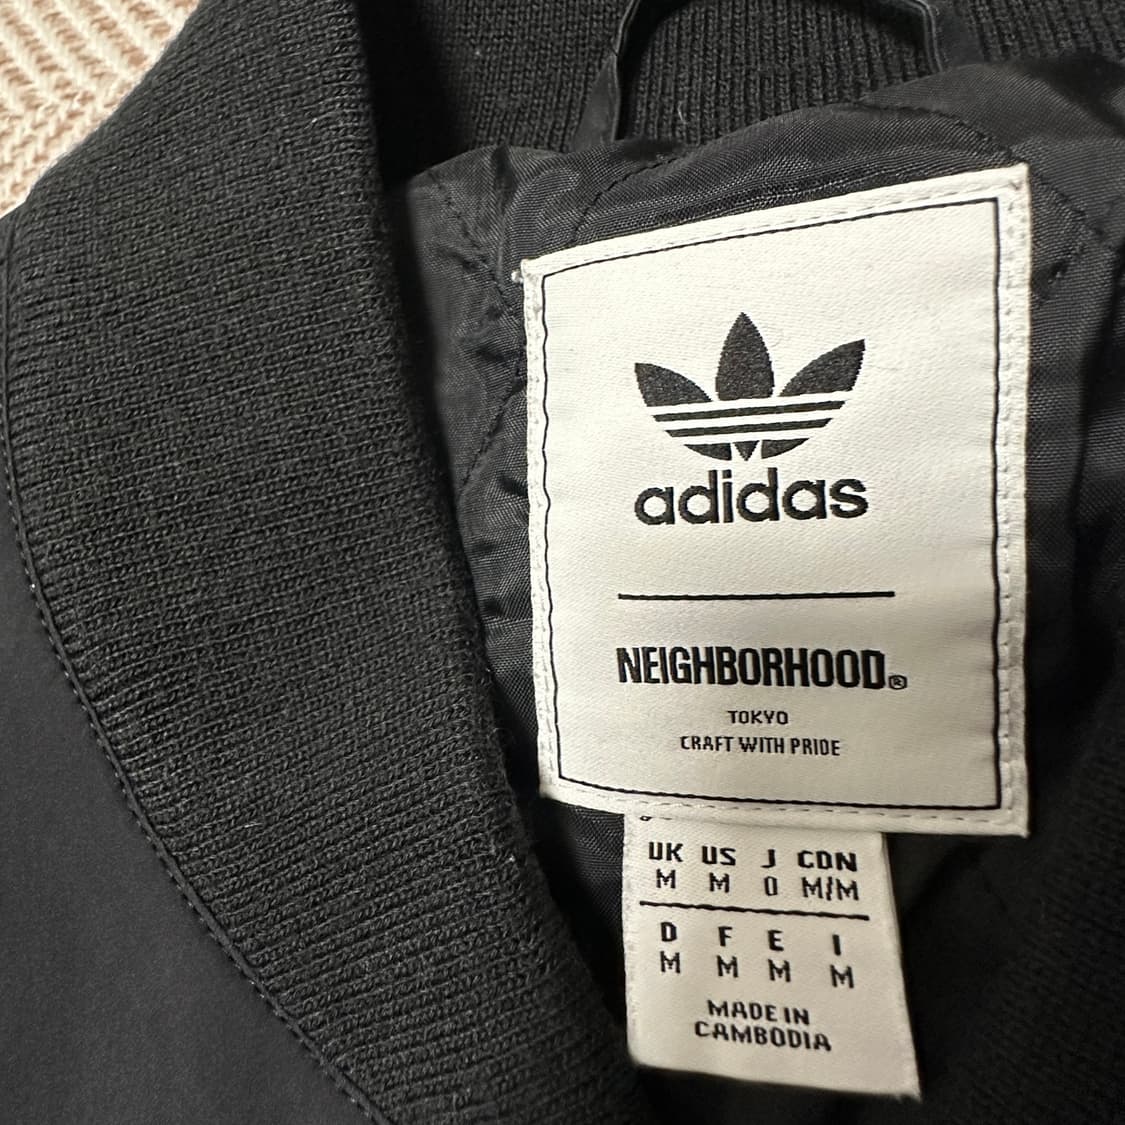 adidas
NEIGHBORHOOD®
TOKYO
CRAFT WITH PRIDE
UK US J CDN
M M O M/M
D F E I
M M M M
MADE IN
CAMBODIA